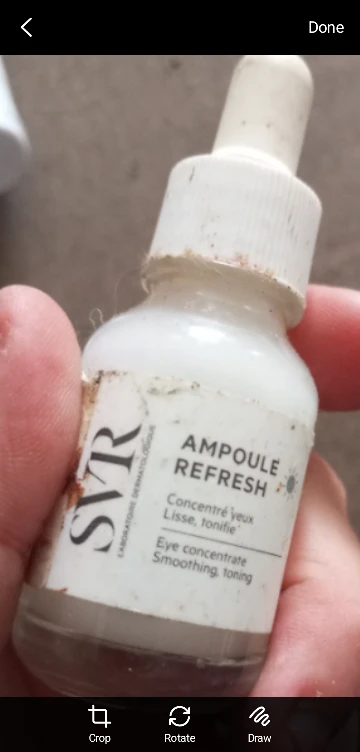 Done
SVR
LABORATOIRE DERMATOLOGIQUE
AMPOULE
REFRESH
Concentré yeux
Lisse, tonifie
Eye concentrate
Smoothing, toning
Crop
Rotate
Draw